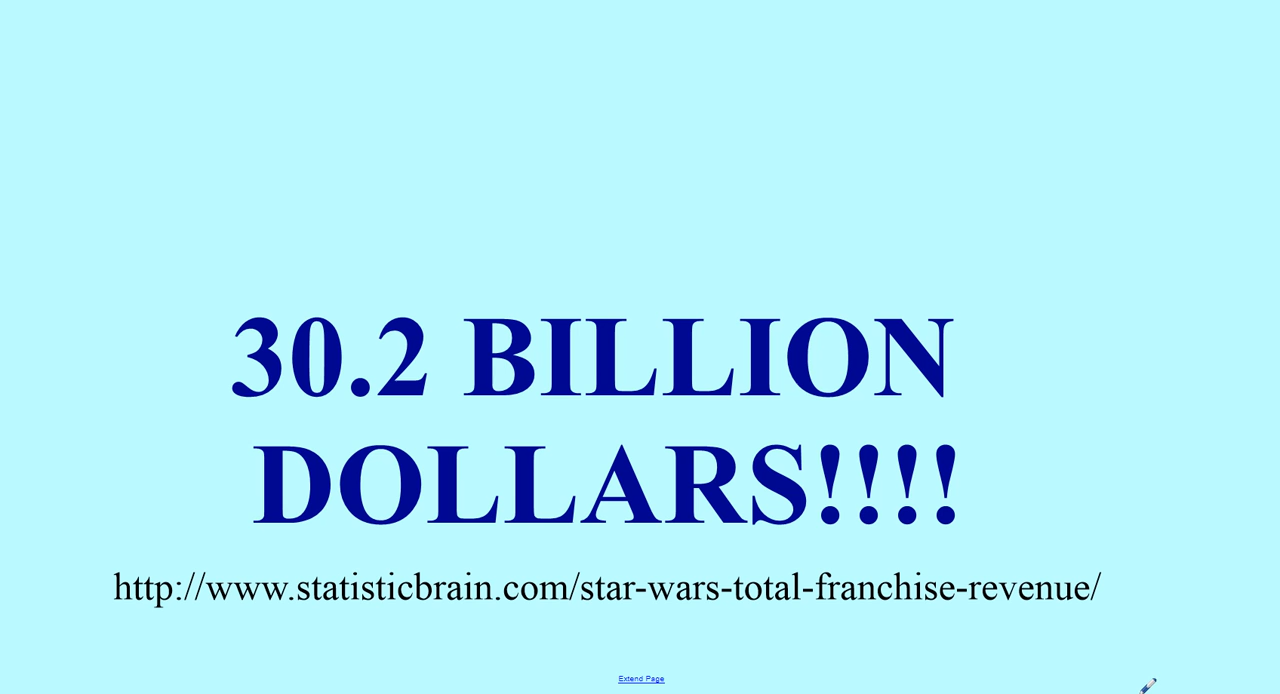 30.2 BILLION
DOLLARS!!!!
http://www.statisticbrain.com/star-wars-total-franchise-revenue/
Extend Page